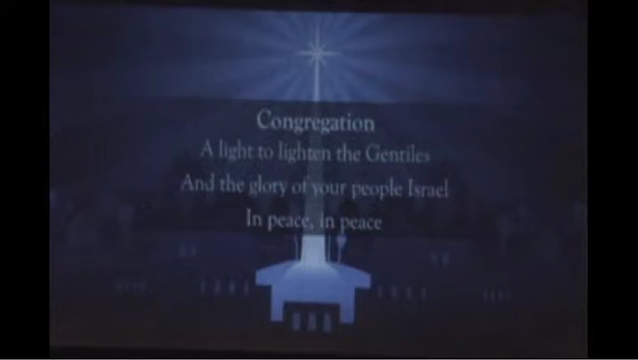 Congregation
A light to lighten the Gentiles
And the glory of your people Israel
In peace, in peace